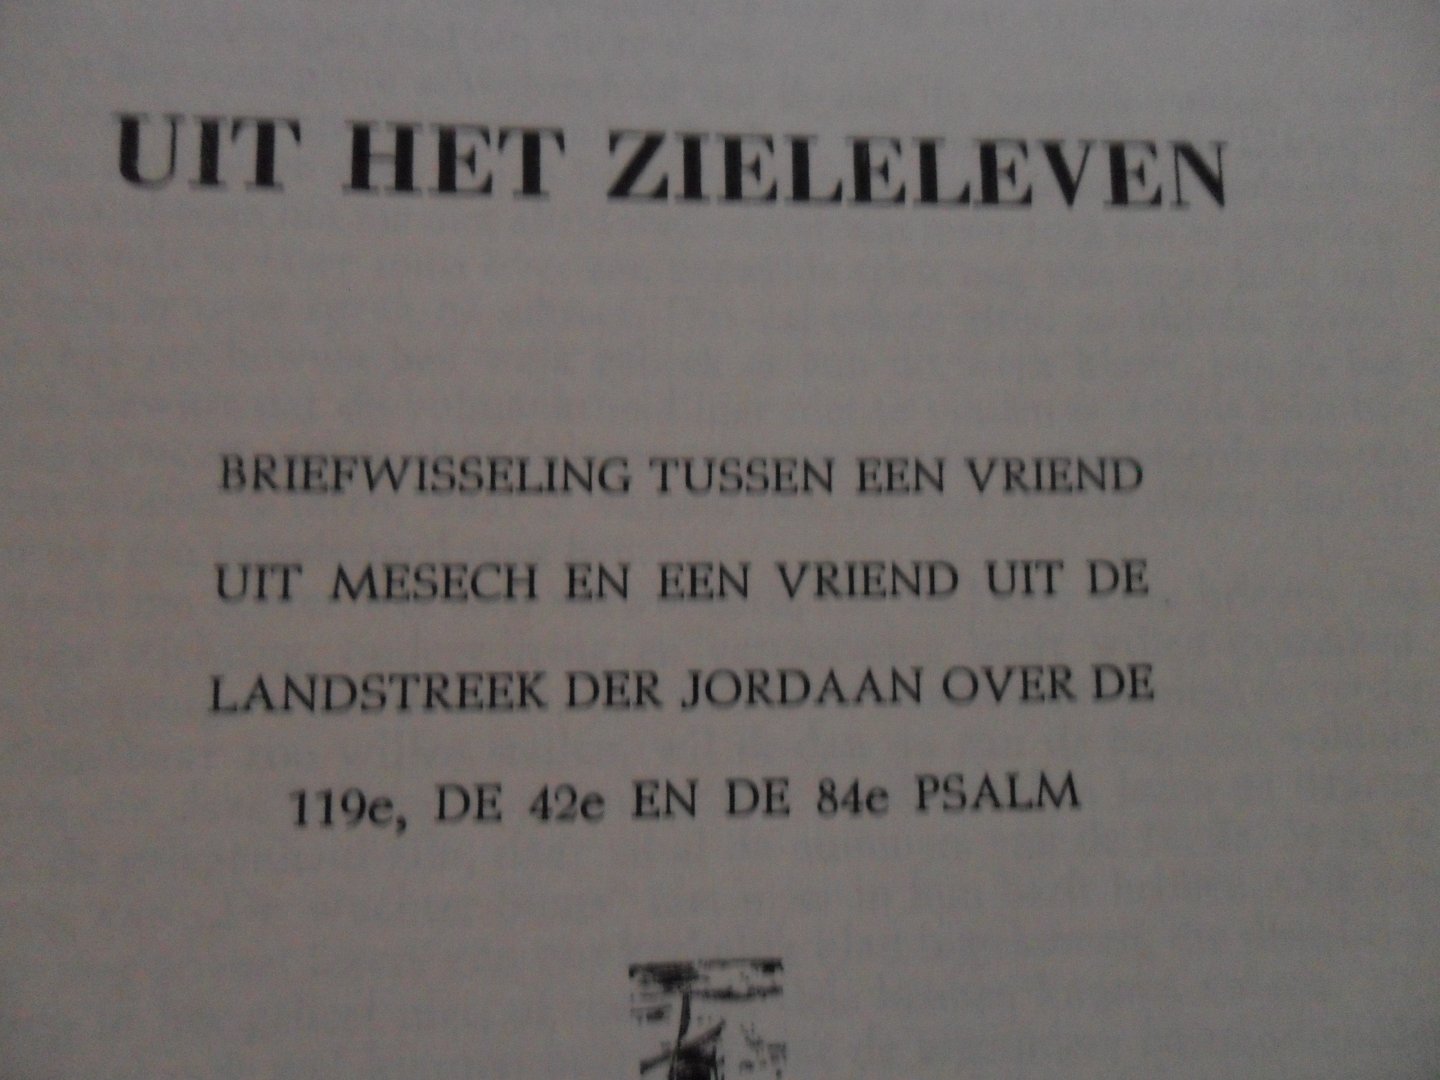 UIT HET ZIELELEVEN
BRIEFWISSELING TUSSEN EEN VRIEND
UIT MESECH EN EEN VRIEND UIT DE
LANDSTREEK DER JORDAAN OVER DE
119e, DE 42e EN DE 84e PSALM